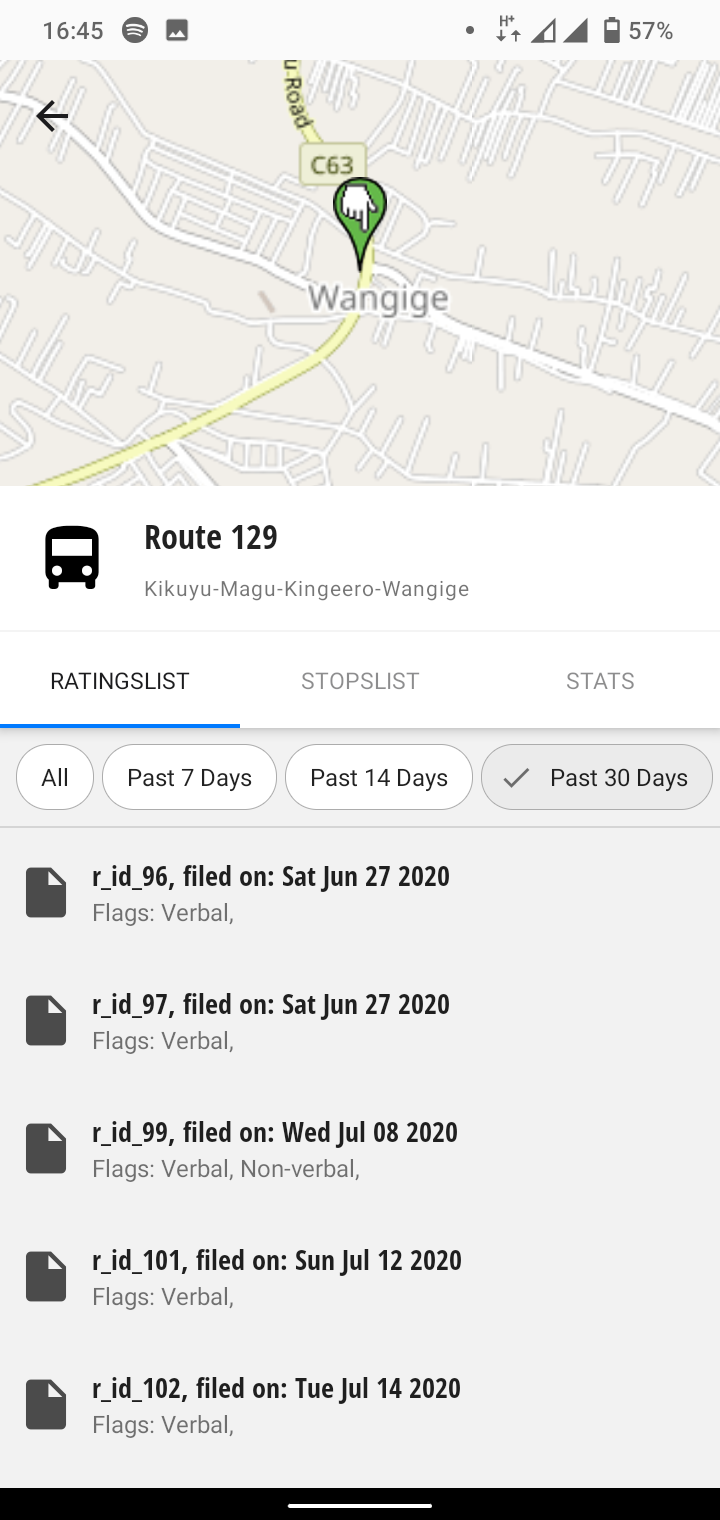 16:45
H+
57%
u Road
C63
Wangige
Route 129
Kikuyu-Magu-Kingeero-Wangige
RATINGSLIST
STOPSLIST
STATS
All
Past 7 Days
Past 14 Days
Past 30 Days
r_id_96, filed on: Sat Jun 27 2020
Flags: Verbal,
r_id_97, filed on: Sat Jun 27 2020
Flags: Verbal,
r_id_99, filed on: Wed Jul 08 2020
Flags: Verbal, Non-verbal,
r_id_101, filed on: Sun Jul 12 2020
Flags: Verbal,
r_id_102, filed on: Tue Jul 14 2020
Flags: Verbal,